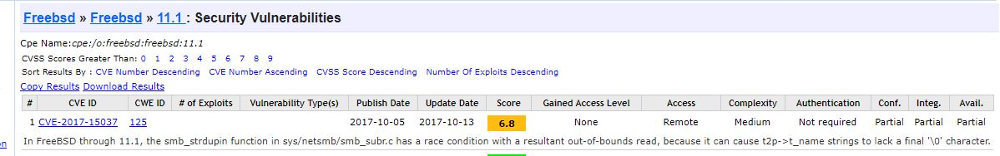 Freebsd » Freebsd » 11.1 : Security Vulnerabilities
Cpe Name:cpe:/o:freebsd:freebsd:11.1
CVSS Scores Greater Than: 0 1 2 3 4 5 6 7 8 9
Sort Results By : CVE Number Descending CVE Number Ascending CVSS Score Descending Number Of Exploits Descending
Copy Results Download Results
# CVE ID CWE ID # of Exploits Vulnerability Type(s) Publish Date Update Date Score Gained Access Level Access Complexity Authentication Conf. Integ. Avail.
1 CVE-2017-15037 125 2017-10-05 2017-10-13 6.8 None Remote Medium Not required Partial Partial Partial
In FreeBSD through 11.1, the smb_strdupin function in sys/netsmb/smb_subr.c has a race condition with a resultant out-of-bounds read, because it can cause t2p->t_name strings to lack a final '\0' character.